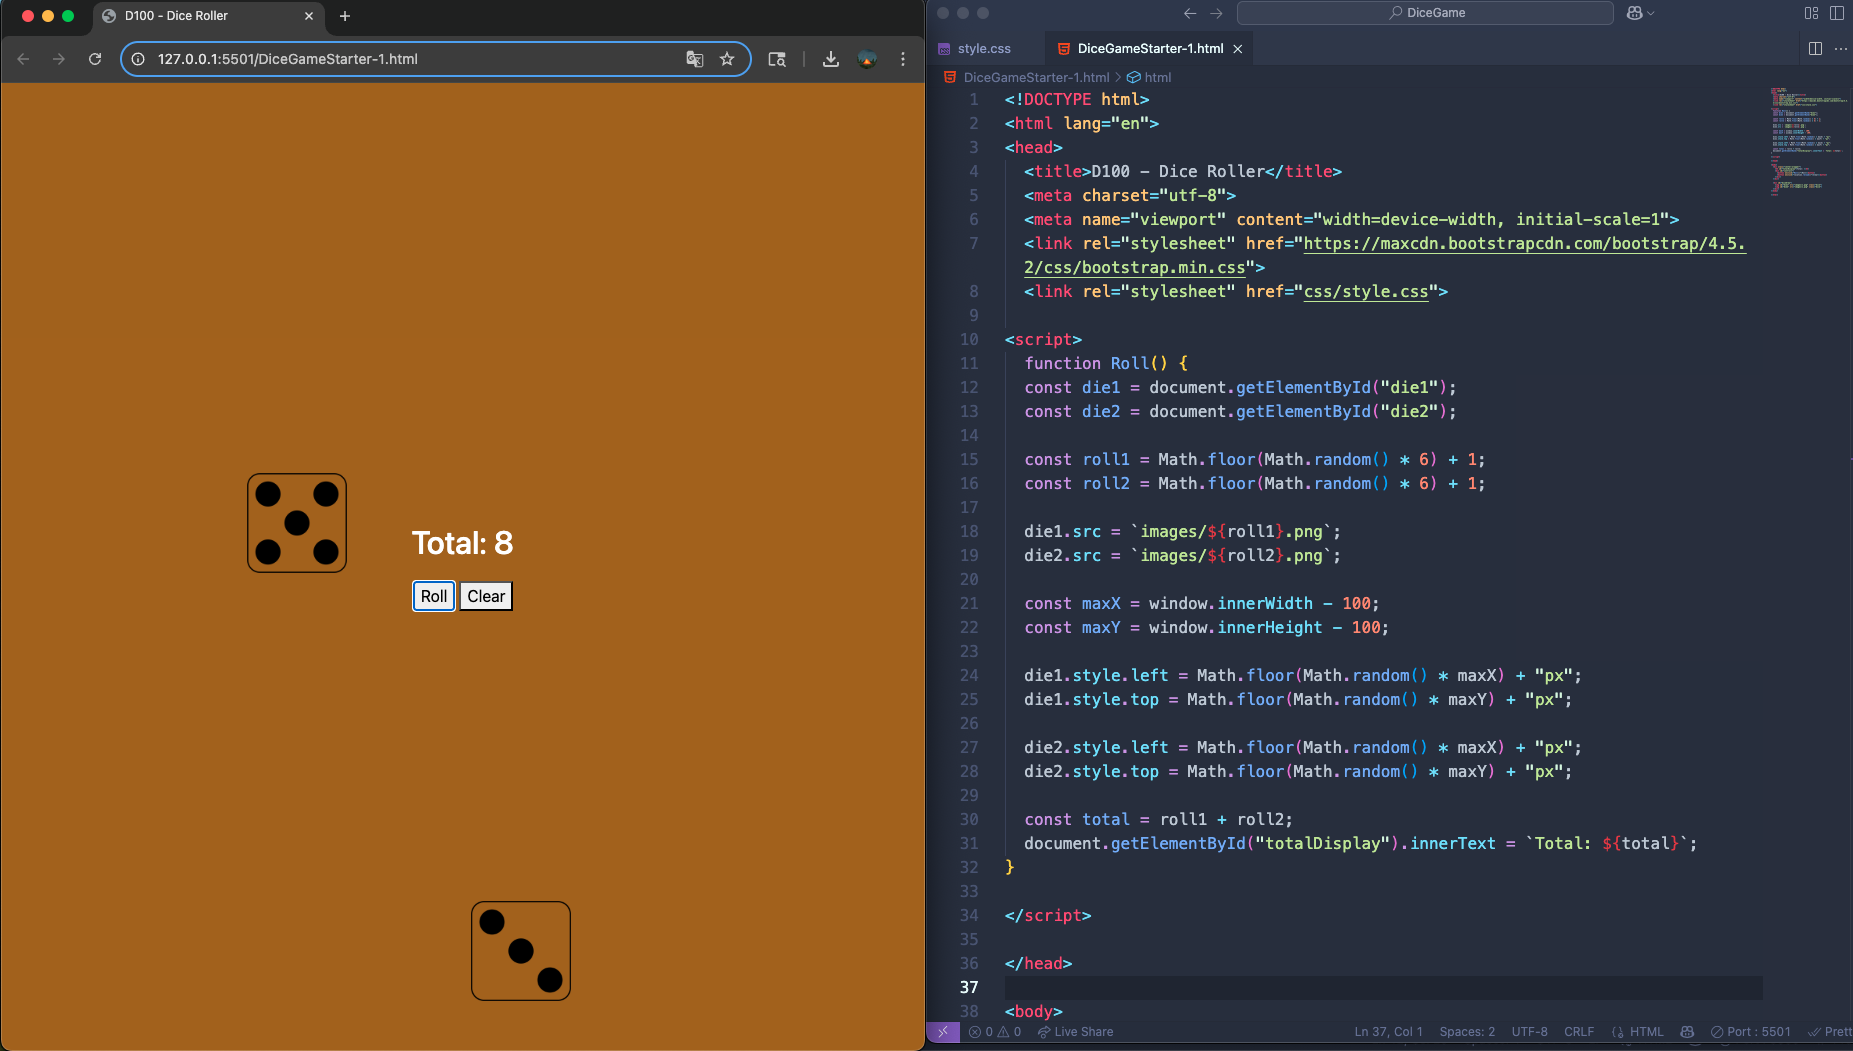 D100 - Dice Roller
127.0.0.1:5501/DiceGameStarter-1.html
Total: 8
Roll Clear
DiceGame
style.css DiceGameStarter-1.html
DiceGameStarter-1.html > html
1 <!DOCTYPE html>
2 <html lang="en">
3 <head>
4 <title>D100 - Dice Roller</title>
5 <meta charset="utf-8">
6 <meta name="viewport" content="width=device-width, initial-scale=1">
7 <link rel="stylesheet" href="https://maxcdn.bootstrapcdn.com/bootstrap/4.5.
2/css/bootstrap.min.css">
8 <link rel="stylesheet" href="css/style.css">
9
10 <script>
11 function Roll() {
12 const die1 = document.getElementById("die1");
13 const die2 = document.getElementById("die2");
14
15 const roll1 = Math.floor(Math.random() * 6) + 1;
16 const roll2 = Math.floor(Math.random() * 6) + 1;
17
18 die1.src = `images/${roll1}.png`;
19 die2.src = `images/${roll2}.png`;
20
21 const maxX = window.innerWidth - 100;
22 const maxY = window.innerHeight - 100;
23
24 die1.style.left = Math.floor(Math.random() * maxX) + "px";
25 die1.style.top = Math.floor(Math.random() * maxY) + "px";
26
27 die2.style.left = Math.floor(Math.random() * maxX) + "px";
28 die2.style.top = Math.floor(Math.random() * maxY) + "px";
29
30 const total = roll1 + roll2;
31 document.getElementById("totalDisplay").innerText = `Total: ${total}`;
32 }
33
34 </script>
35
36 </head>
37
38 <body>
0 0 Live Share Ln 37, Col 1 Spaces: 2 UTF-8 CRLF {} HTML Port : 5501 Prett